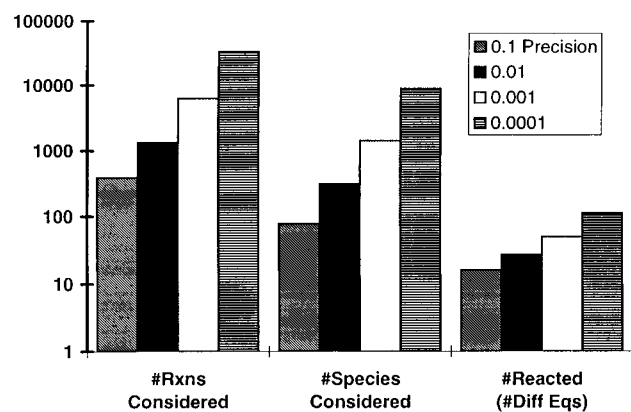 100000
10000
1000
100
10
1
0.1 Precision
0.01
0.001
0.0001
#Rxns
Considered
#Species
Considered
#Reacted
(#Diff Eqs)